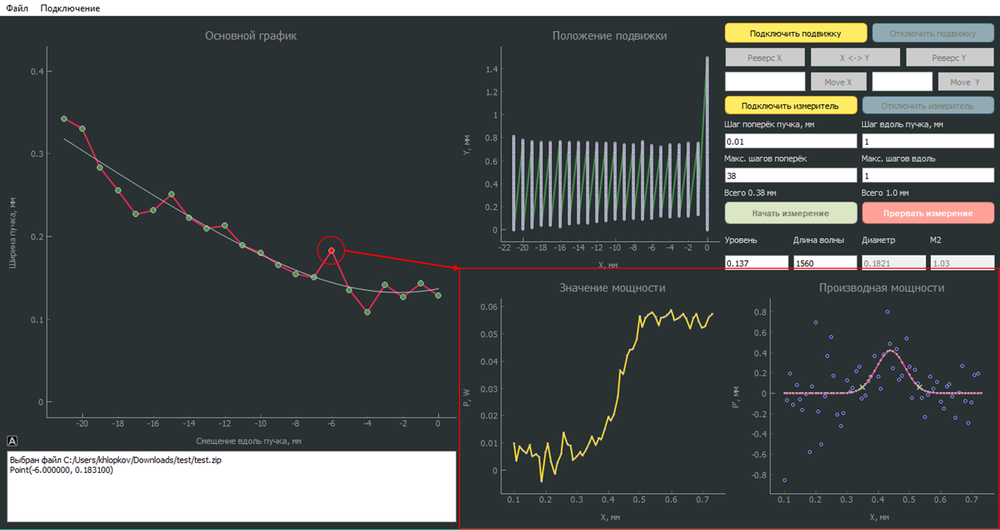 Файл Подключение
Основной график
0.4
0.3
0.2
0.1
0
Ширина пучка, мм
-20 -18 -16 -14 -12 -10 -8 -6 -4 -2 0
Смещение вдоль пучка, мм
A
Выбран файл C:/Users/khlopkov/Downloads/test/test.zip
Point(-6.000000, 0.183100)
Положение подвижки
1.4
1.2
1
0.8
0.6
0.4
0.2
0
Y, мм
-22 -20 -18 -16 -14 -12 -10 -8 -6 -4 -2 0
X, мм
Подключить подвижку Отключить подвижку
Реверс X X <-> Y Реверс Y
Move X Move Y
Подключить измеритель Отключить измеритель
Шаг поперёк пучка, мм Шаг вдоль пучка, мм
0.01 1
Макс. шагов поперёк Макс. шагов вдоль
38 1
Всего 0.38 мм Всего 1.0 мм
Начать измерение Прервать измерение
Уровень Длина волны Диаметр M2
0.137 1560 0.1821 1.03
Значение мощности
0.06
0.05
0.04
0.03
0.02
0.01
0
P, W
0.1 0.2 0.3 0.4 0.5 0.6 0.7
X, мм
Производная мощности
0.8
0.6
0.4
0.2
0
-0.2
-0.4
-0.6
-0.8
P', мм
0.1 0.2 0.3 0.4 0.5 0.6 0.7
X, мм